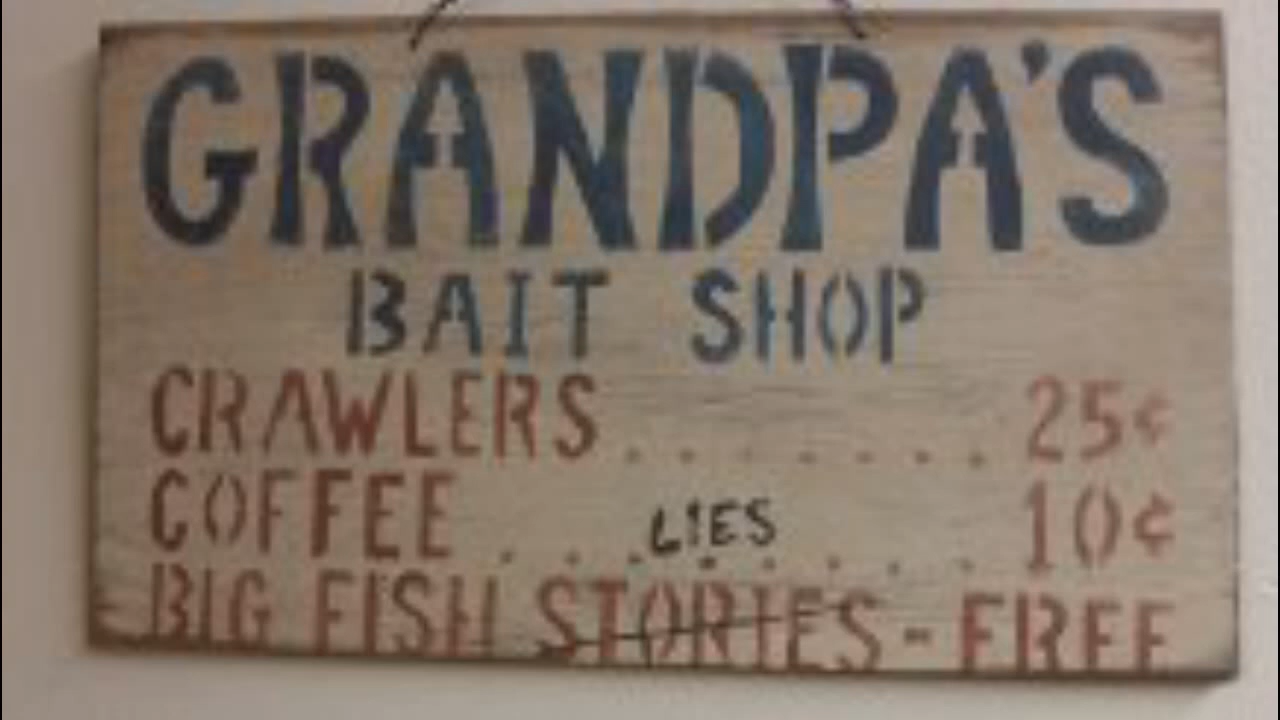 GRANDPA'S
BAIT SHOP
CRAWLERS . . . . . . . 25¢
COFFEE . . . . . . . . 10¢
LIES
BIG FISH STORIES - FREE